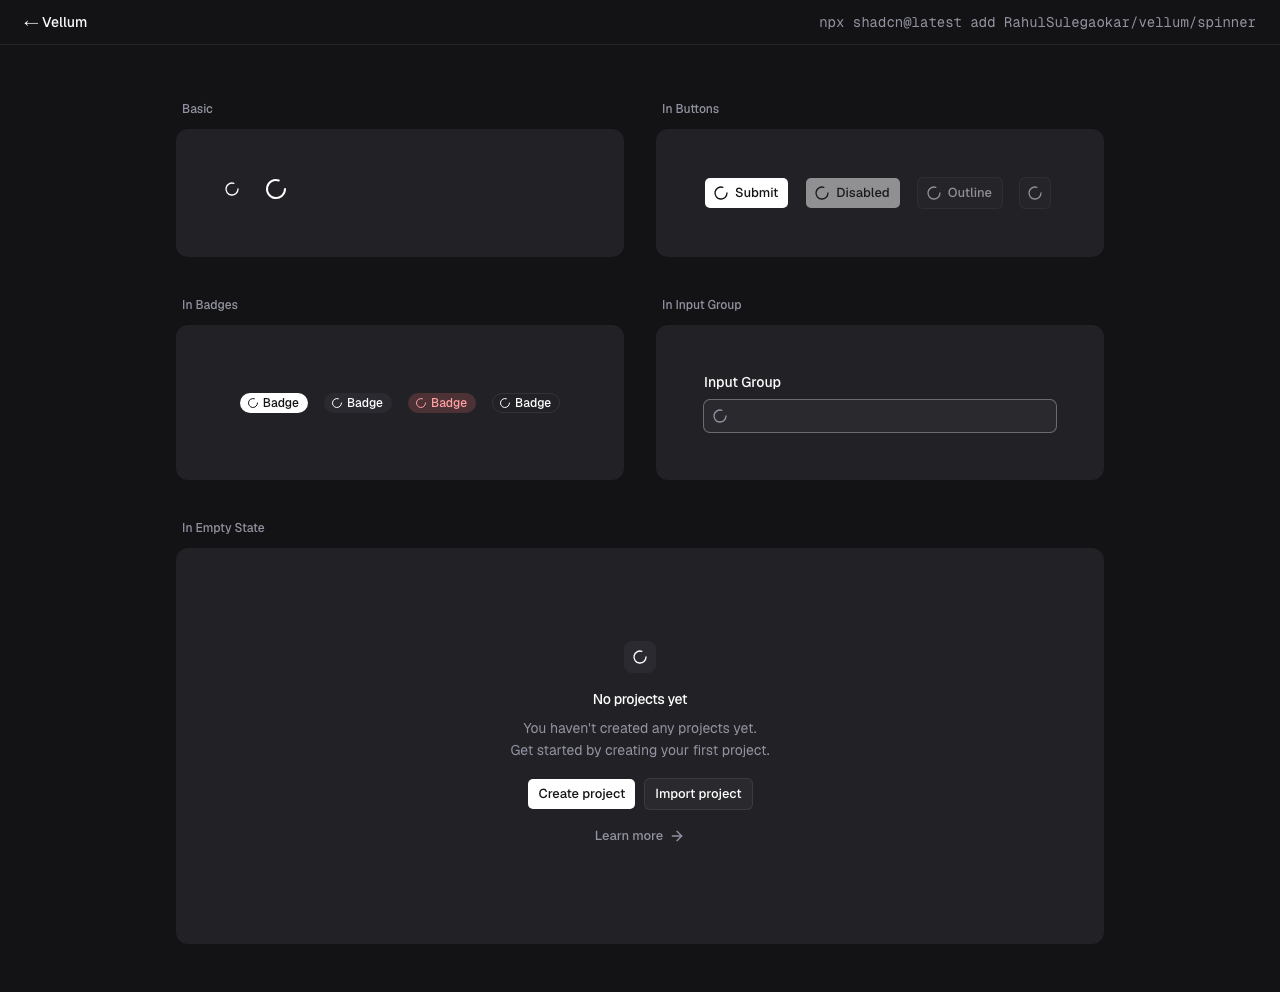 ← Vellum
npx shadcn@latest add RahulSulegaokar/vellum/spinner
Basic
In Buttons
Submit
Disabled
Outline
In Badges
In Input Group
Badge
Badge
Badge
Badge
Input Group
In Empty State
No projects yet
You haven't created any projects yet.
Get started by creating your first project.
Create project
Import project
Learn more →